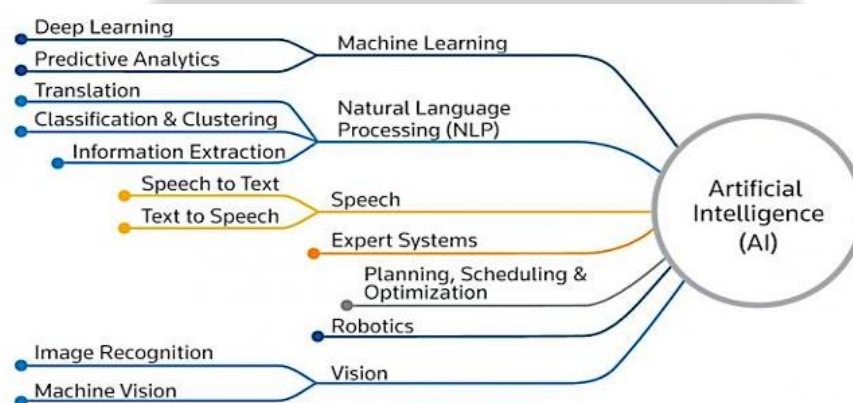 Deep Learning
Machine Learning
Predictive Analytics
Translation
Natural Language
Processing (NLP)
Classification & Clustering
Information Extraction
Speech to Text
Speech
Text to Speech
Expert Systems
Planning, Scheduling &
Optimization
Robotics
Image Recognition
Vision
Machine Vision
Artificial
Intelligence
(AI)